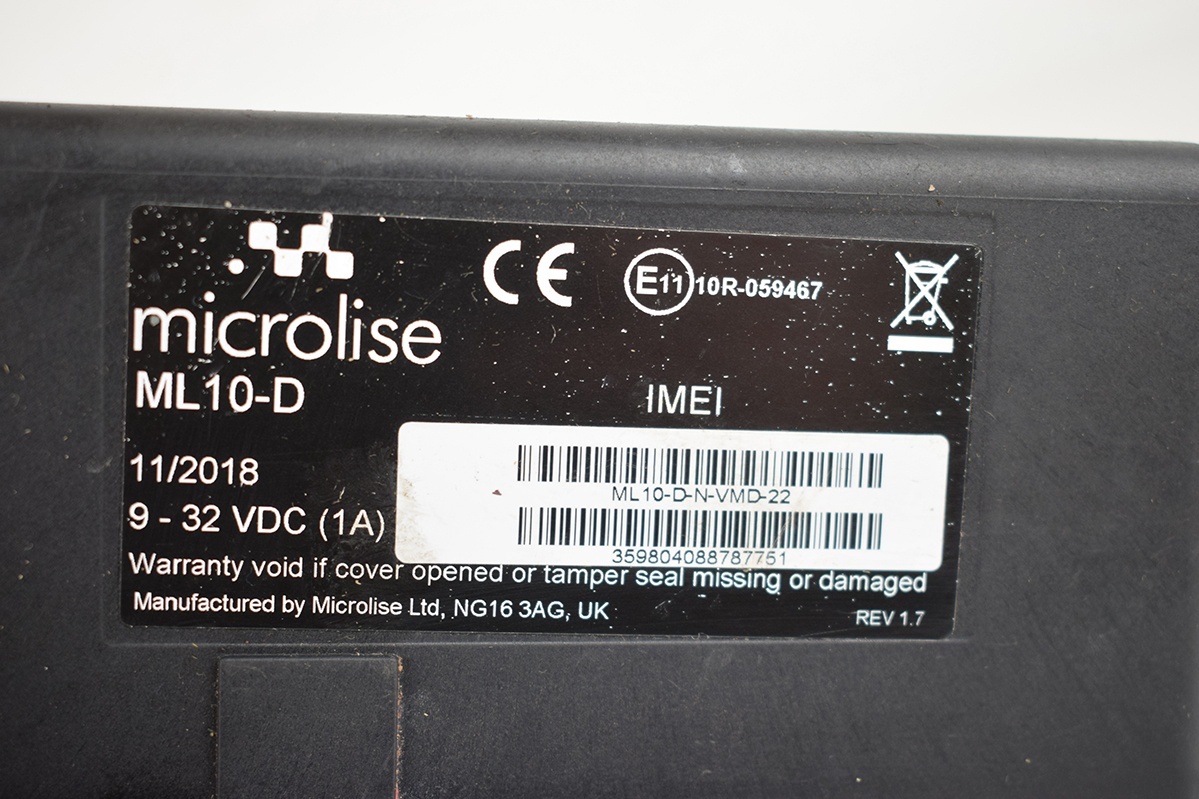 CE E11 10R-059467
microlise
ML10-D
IMEI
11/2018
ML10-D-N-VMD-22
9 - 32 VDC (1A)
359804088787751
Warranty void if cover opened or tamper seal missing or damaged
Manufactured by Microlise Ltd, NG16 3AG, UK
REV 1.7